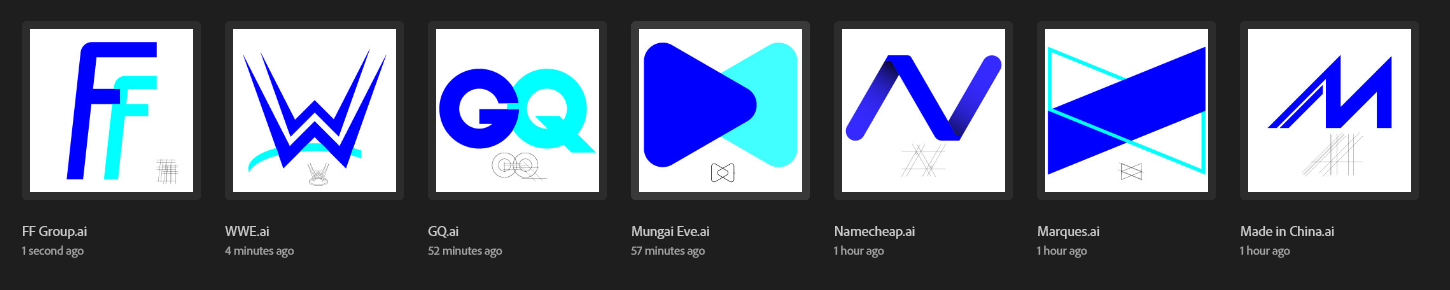 FF
GQ
FF Group.ai
1 second ago
WWE.ai
4 minutes ago
GQ.ai
52 minutes ago
Mungai Eve.ai
57 minutes ago
Namecheap.ai
1 hour ago
Marques.ai
1 hour ago
Made in China.ai
1 hour ago